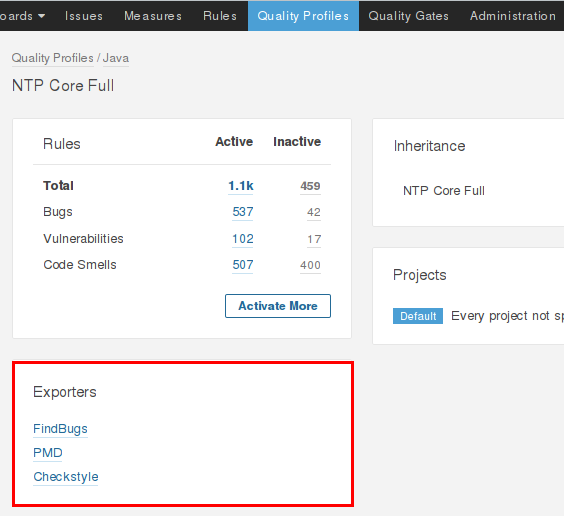 oards Issues Measures Rules Quality Profiles Quality Gates Administration
Quality Profiles / Java
NTP Core Full
Rules Active Inactive
Total 1.1k 459
Bugs 537 42
Vulnerabilities 102 17
Code Smells 507 400
Activate More
Exporters
FindBugs
PMD
Checkstyle
Inheritance
NTP Core Full
Projects
Default Every project not sp